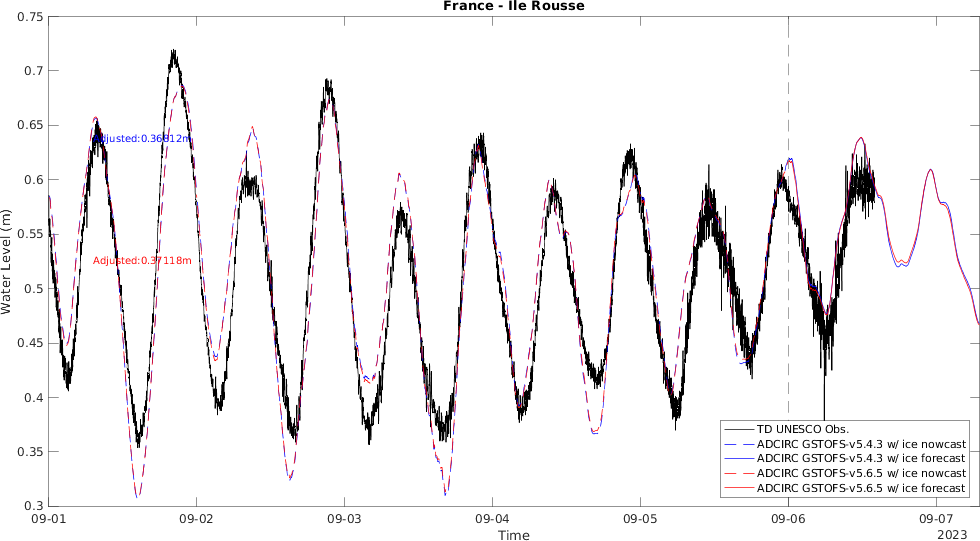 France - Ile Rousse
0.75
0.7
0.65
0.6
0.55
0.5
0.45
0.4
0.35
0.3
Water Level (m)
Adjusted:0.36812m
Adjusted:0.37118m
TD UNESCO Obs.
ADCIRC GSTOFS-v5.4.3 w/ ice nowcast
ADCIRC GSTOFS-v5.4.3 w/ ice forecast
ADCIRC GSTOFS-v5.6.5 w/ ice nowcast
ADCIRC GSTOFS-v5.6.5 w/ ice forecast
09-01 09-02 09-03 09-04 09-05 09-06 09-07
Time
2023